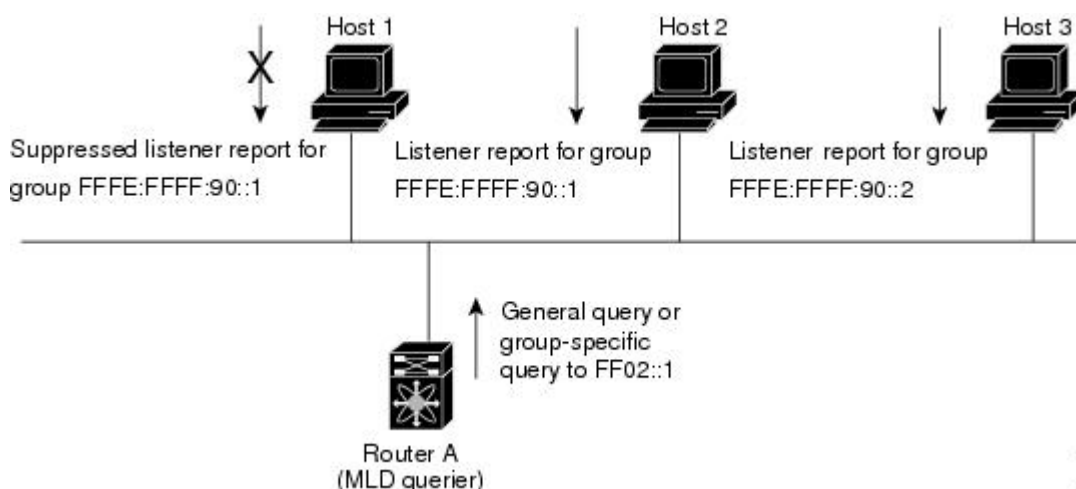 Host 1
Host 2
Host 3
X
Suppressed listener report for
group FFFE:FFFF:90::1
Listener report for group
FFFE:FFFF:90::1
Listener report for group
FFFE:FFFF:90::2
General query or
group-specific
query to FF02::1
Router A
(MLD querier)